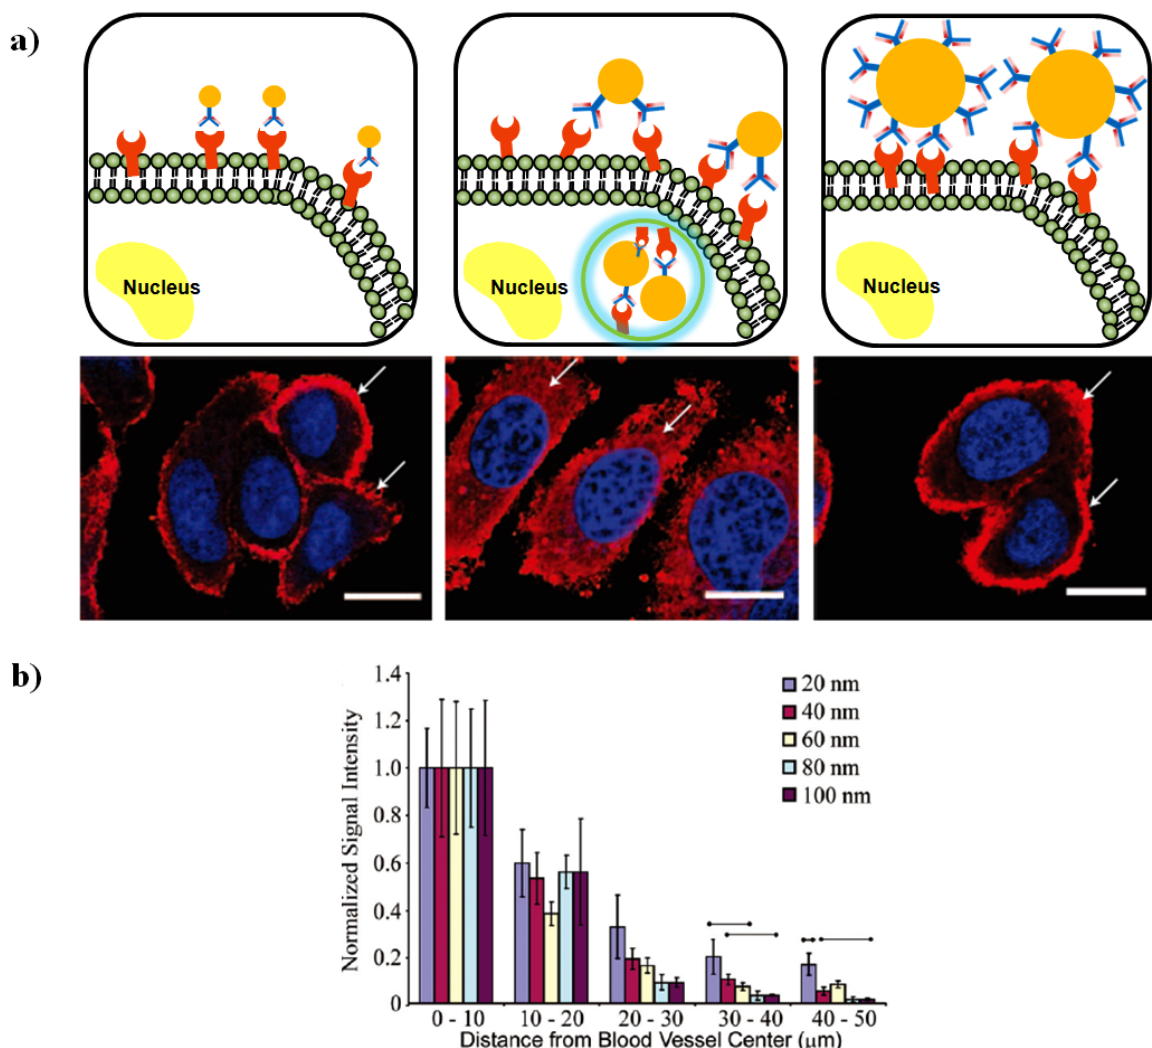 a)
Nucleus
Nucleus
Nucleus
b)
Normalized Signal Intensity
1.4
1.2
1.0
0.8
0.6
0.4
0.2
0
20 nm
40 nm
60 nm
80 nm
100 nm
0 - 10
10 - 20
20 - 30
30 - 40
40 - 50
Distance from Blood Vessel Center (μm)